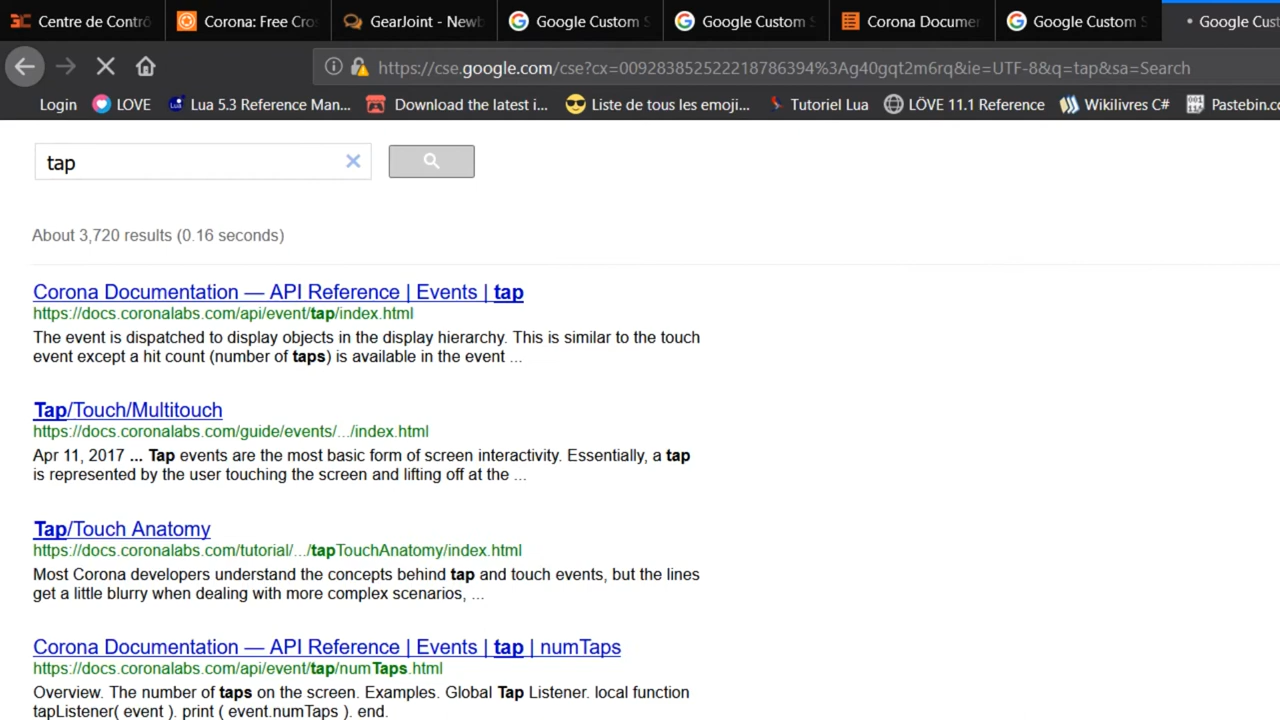 Centre de Contrô
Corona: Free Cro
GearJoint - Newb
Google Custom S
Google Custom S
Corona Documen
Google Custom S
Google Cust
https://cse.google.com/cse?cx=009283852522218786394%3Ag40gqt2m6rq&ie=UTF-8&q=tap&sa=Search
Login LOVE Lua 5.3 Reference Man... Download the latest i... Liste de tous les emoji... Tutoriel Lua LÖVE 11.1 Reference Wikilivres C# Pastebin.co
tap
About 3,720 results (0.16 seconds)
Corona Documentation — API Reference | Events | tap
https://docs.coronalabs.com/api/event/tap/index.html
The event is dispatched to display objects in the display hierarchy. This is similar to the touch
event except a hit count (number of taps) is available in the event ...
Tap/Touch/Multitouch
https://docs.coronalabs.com/guide/events/.../index.html
Apr 11, 2017 ... Tap events are the most basic form of screen interactivity. Essentially, a tap
is represented by the user touching the screen and lifting off at the ...
Tap/Touch Anatomy
https://docs.coronalabs.com/tutorial/.../tapTouchAnatomy/index.html
Most Corona developers understand the concepts behind tap and touch events, but the lines
get a little blurry when dealing with more complex scenarios, ...
Corona Documentation — API Reference | Events | tap | numTaps
https://docs.coronalabs.com/api/event/tap/numTaps.html
Overview. The number of taps on the screen. Examples. Global Tap Listener. local function
tapListener( event ). print ( event.numTaps ). end.